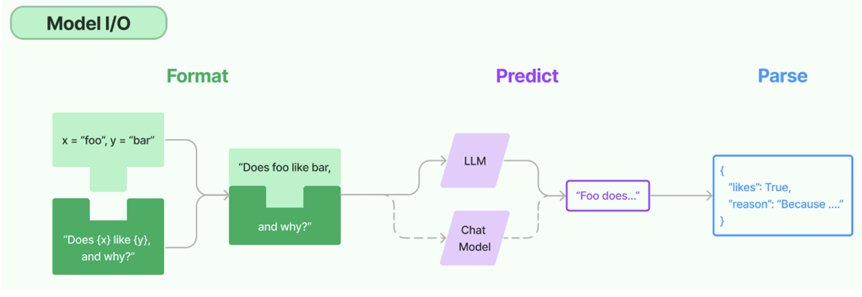 Model I/O
Format
Predict
Parse
x = “foo”, y = “bar”
“Does {x} like {y},
and why?”
“Does foo like bar,
and why?”
LLM
Chat
Model
“Foo does...”
{
“likes”: True,
“reason”: “Because ....”
}